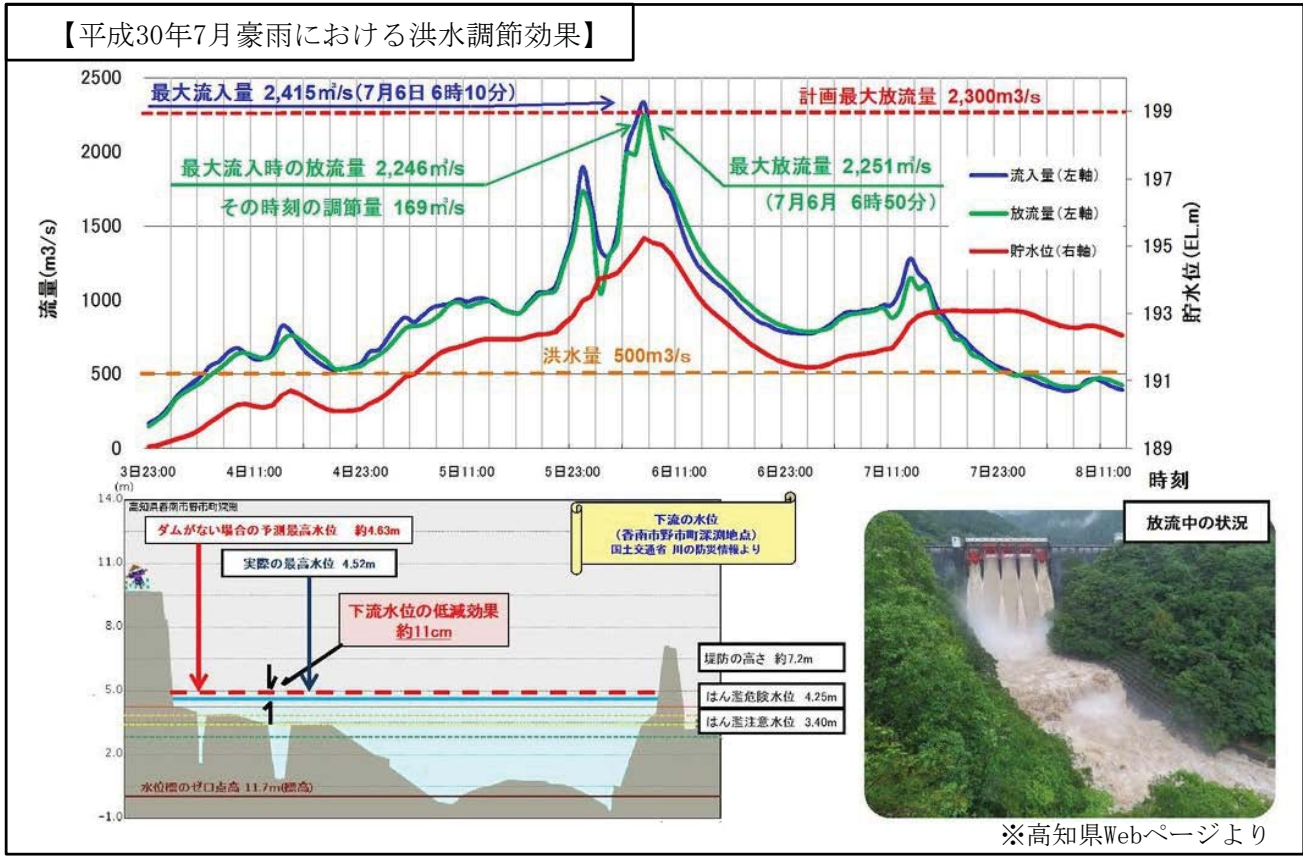 【平成30年7月豪雨における洪水調節効果】
2500
2000
1500
1000
500
0
流量(m3/s)
最大流入量 2,415㎥/s(7月6日 6時10分)
計画最大放流量 2,300m3/s
最大流入時の放流量 2,246㎥/s
その時刻の調節量 169㎥/s
最大放流量 2,251㎥/s
(7月6月 6時50分)
流入量(左軸)
放流量(左軸)
貯水位(右軸)
洪水量 500m3/s
199
197
195
193
191
189
貯水位(EL.m)
3日23:00
4日11:00
4日23:00
5日11:00
5日23:00
6日11:00
6日23:00
7日11:00
7日23:00
8日11:00
時刻
(m)
14.0
11.0
8.0
5.0
2.0
-1.0
高知県香南市野市町深渕
ダムがない場合の予測最高水位 約4.63m
実際の最高水位 4.52m
下流水位の低減効果
約11cm
下流の水位
(香南市野市町深渕地点)
国土交通省 川の防災情報より
堤防の高さ 約7.2m
はん濫危険水位 4.25m
はん濫注意水位 3.40m
水位標のゼロ点高 11.7m(標高)
放流中の状況
※高知県Webページより